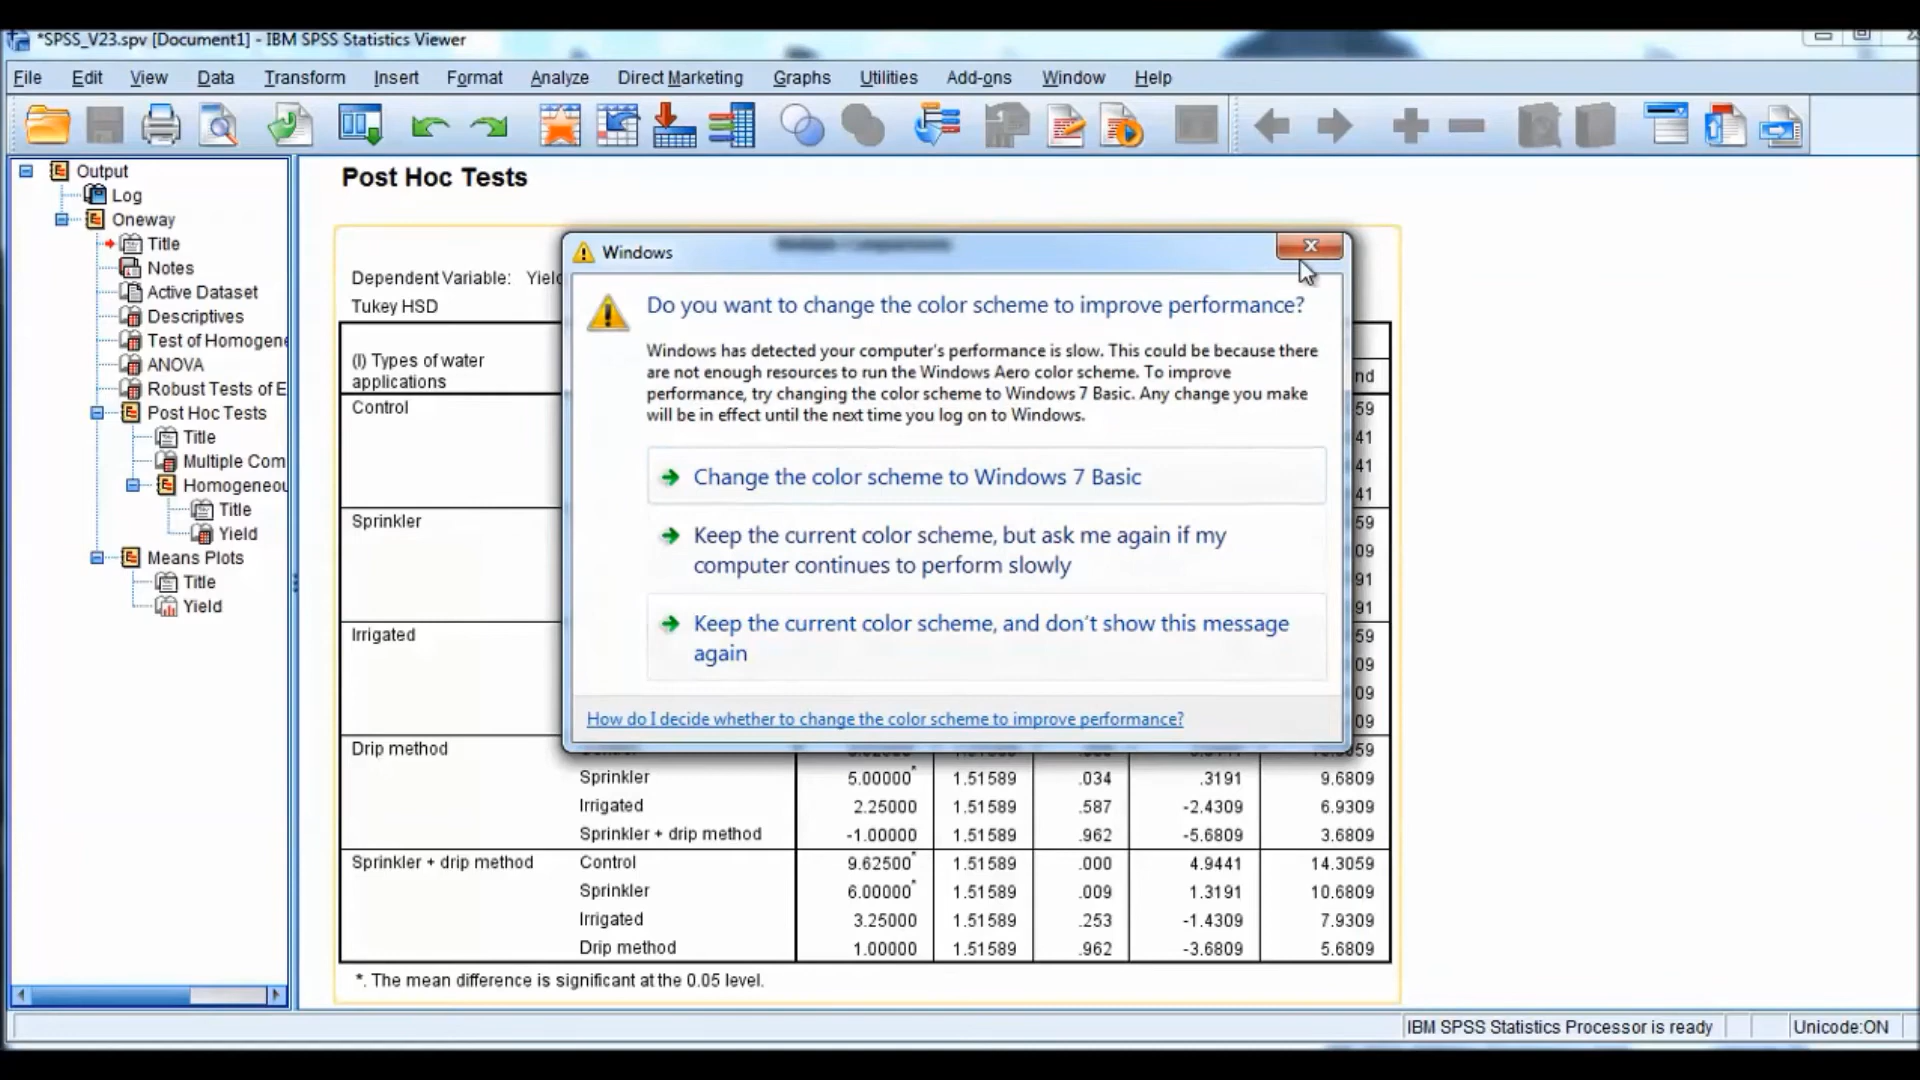 *SPSS_V23.spv [Document1] - IBM SPSS Statistics Viewer
File Edit View Data Transform Insert Format Analyze Direct Marketing Graphs Utilities Add-ons Window Help
Output
Log
Oneway
Title
Notes
Active Dataset
Descriptives
Test of Homogene
ANOVA
Robust Tests of E
Post Hoc Tests
Title
Multiple Com
Homogeneou
Title
Yield
Means Plots
Title
Yield
Post Hoc Tests
Multiple Comparisons
Dependent Variable: Yield
Tukey HSD
(I) Types of water
applications
nd
Control 59
41
41
41
Sprinkler 59
09
91
91
Irrigated 59
09
09
09
Drip method
Sprinkler 5.00000* 1.51589 .034 .3191 9.6809
Irrigated 2.25000 1.51589 .587 -2.4309 6.9309
Sprinkler + drip method -1.00000 1.51589 .962 -5.6809 3.6809
Sprinkler + drip method Control 9.62500* 1.51589 .000 4.9441 14.3059
Sprinkler 6.00000* 1.51589 .009 1.3191 10.6809
Irrigated 3.25000 1.51589 .253 -1.4309 7.9309
Drip method 1.00000 1.51589 .962 -3.6809 5.6809
*. The mean difference is significant at the 0.05 level.
Windows
Do you want to change the color scheme to improve performance?
Windows has detected your computer's performance is slow. This could be because there
are not enough resources to run the Windows Aero color scheme. To improve
performance, try changing the color scheme to Windows 7 Basic. Any change you make
will be in effect until the next time you log on to Windows.
Change the color scheme to Windows 7 Basic
Keep the current color scheme, but ask me again if my
computer continues to perform slowly
Keep the current color scheme, and don't show this message
again
How do I decide whether to change the color scheme to improve performance?
IBM SPSS Statistics Processor is ready Unicode:ON